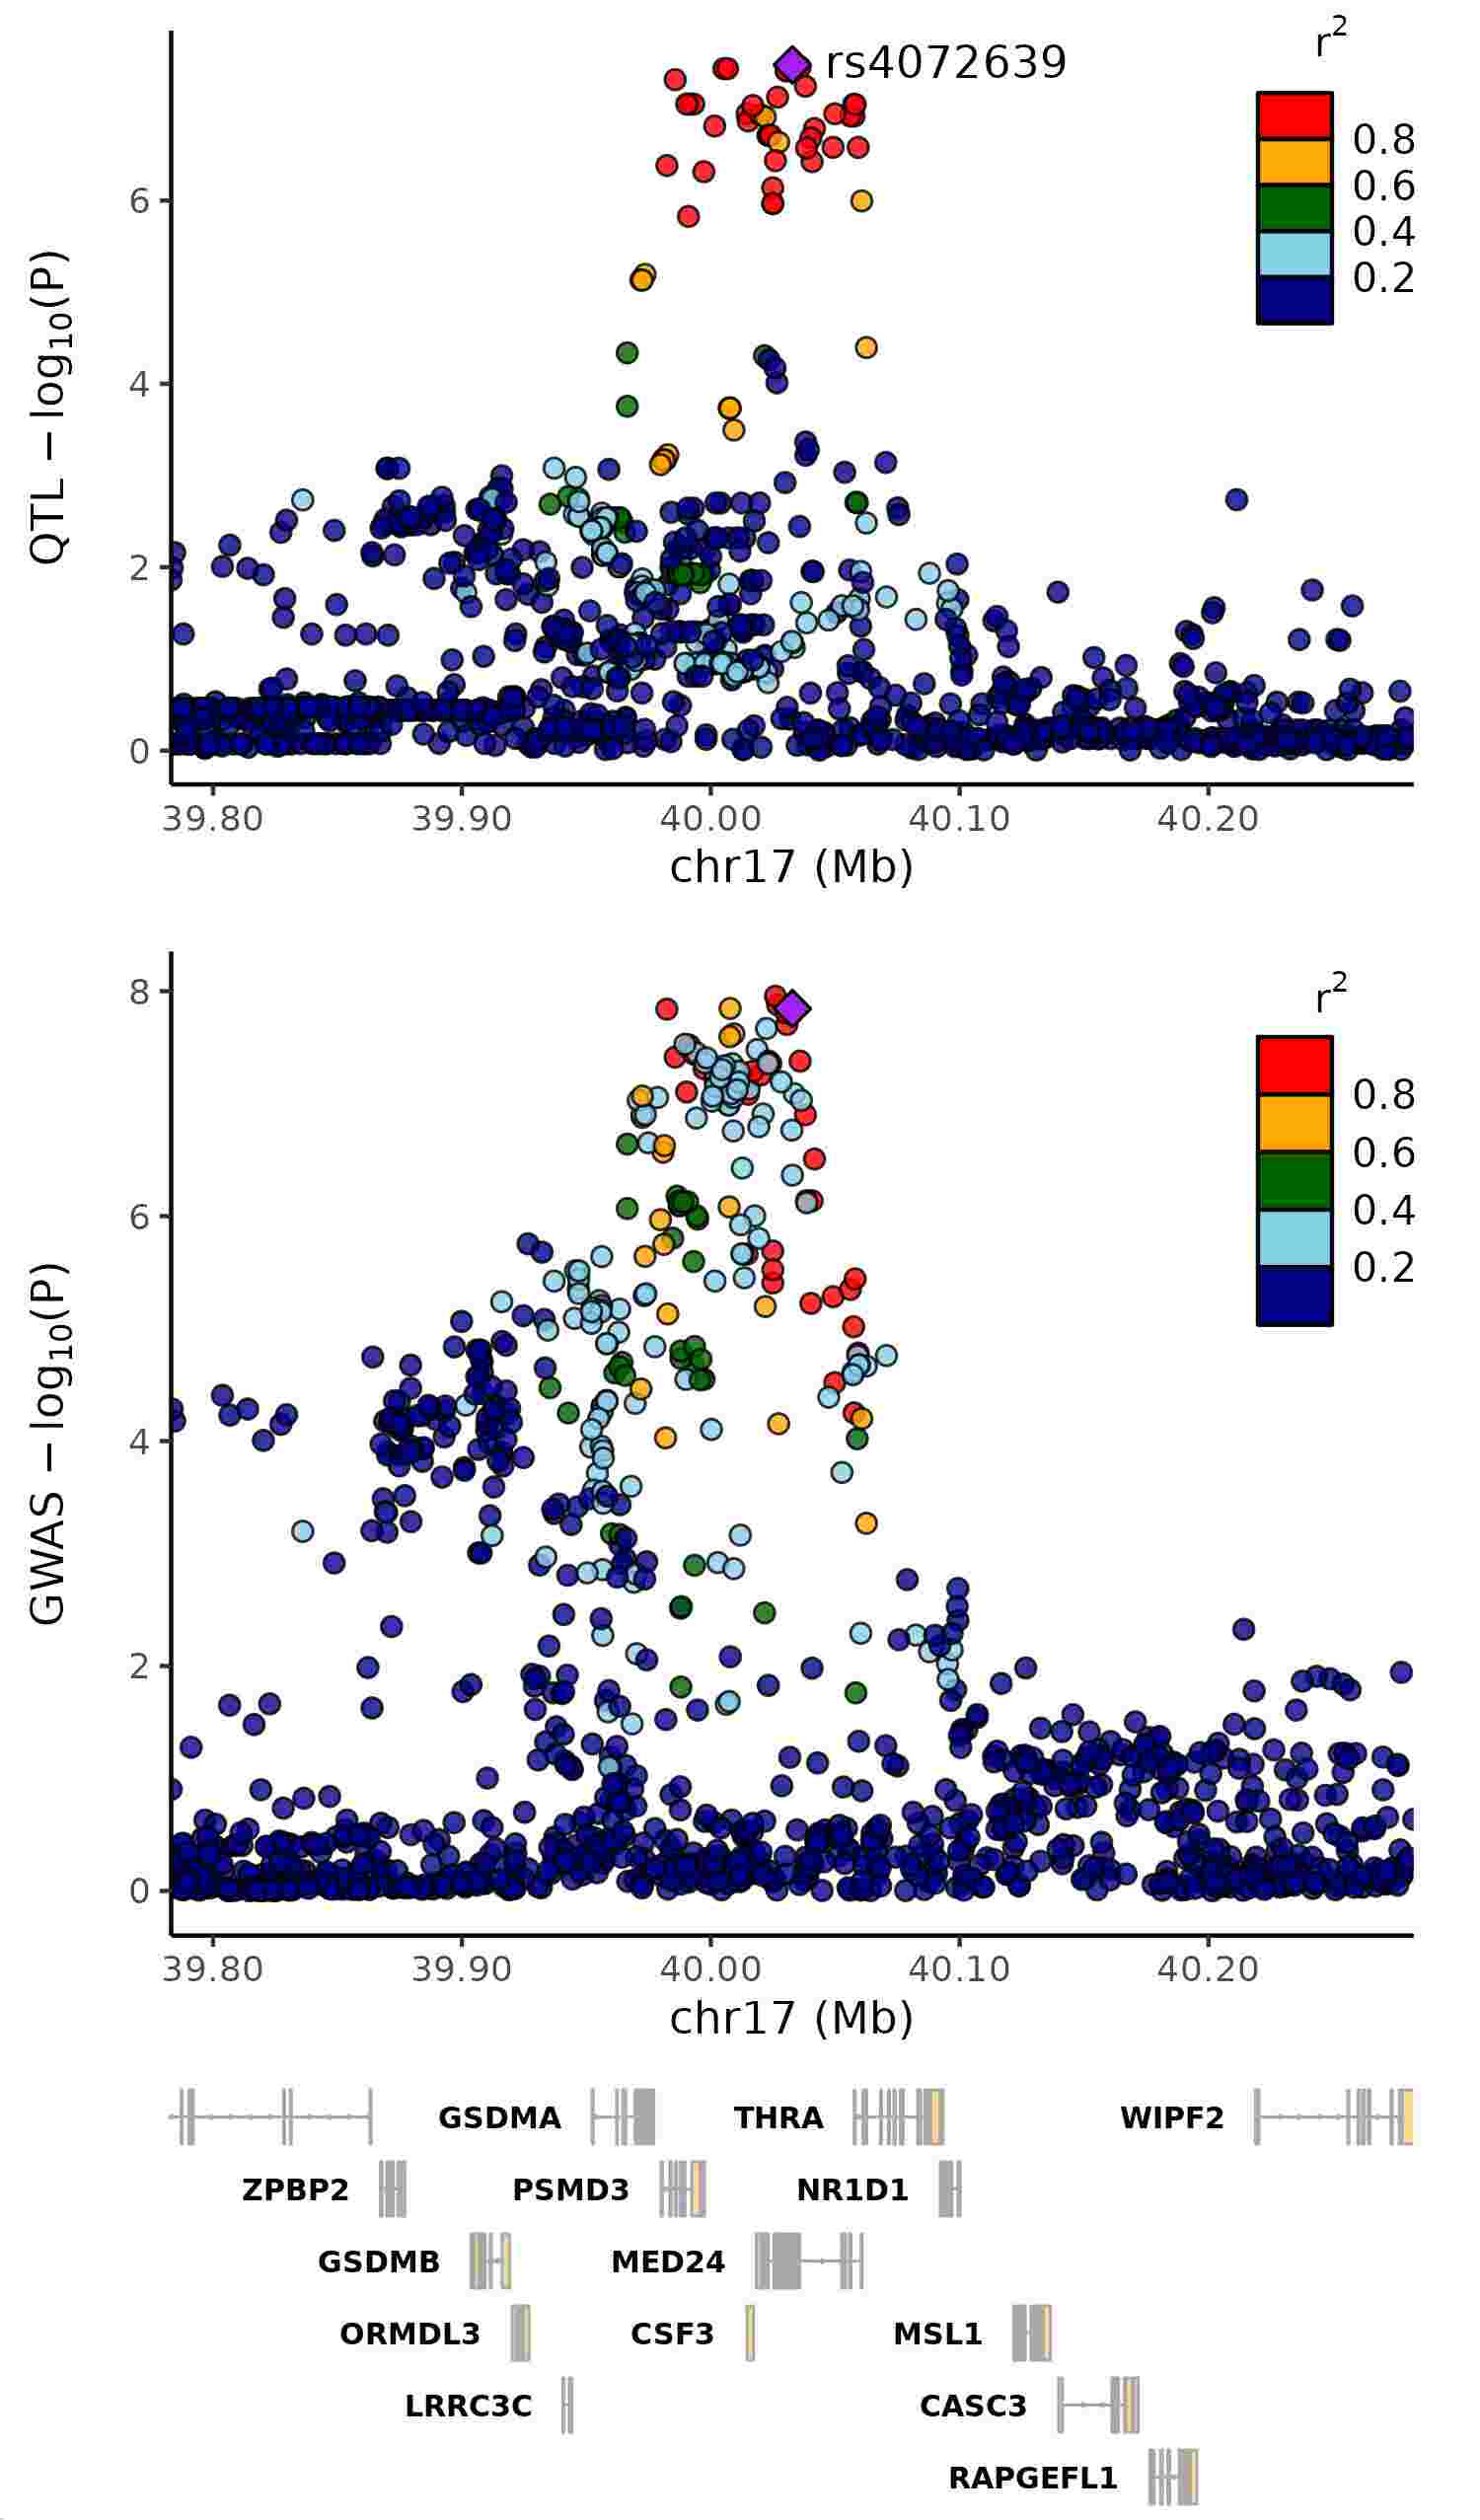 r²
rs4072639
0.8
0.6
0.4
0.2
QTL − log₁₀(P)
6
4
2
0
39.80 39.90 40.00 40.10 40.20
chr17 (Mb)
r²
0.8
0.6
0.4
0.2
GWAS − log₁₀(P)
8
6
4
2
0
39.80 39.90 40.00 40.10 40.20
chr17 (Mb)
GSDMA THRA WIPF2
ZPBP2 PSMD3 NR1D1
GSDMB MED24
ORMDL3 CSF3 MSL1
LRRC3C CASC3
RAPGEFL1